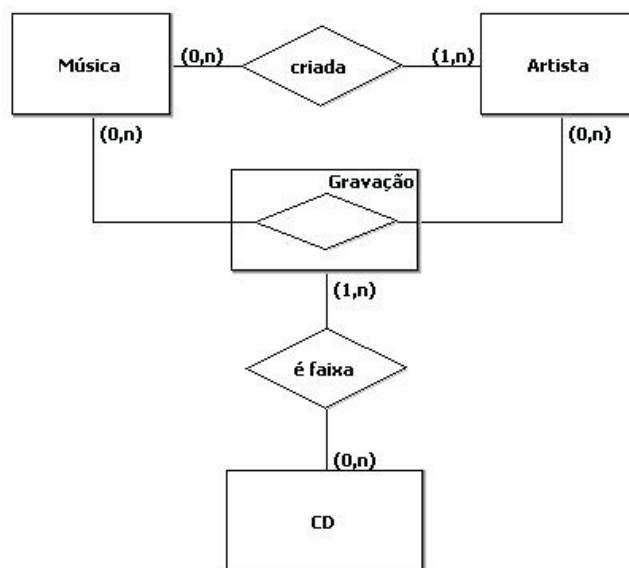 (0,n)
(1,n)
Música
criada
Artista
(0,n)
(0,n)
Gravação
(1,n)
é faixa
(0,n)
CD